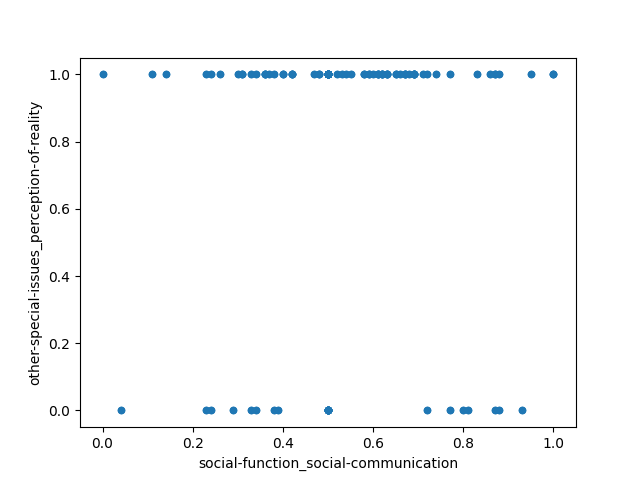 1.0
0.8
0.6
0.4
0.2
0.0
other-special-issues_perception-of-reality
0.0 0.2 0.4 0.6 0.8 1.0
social-function_social-communication